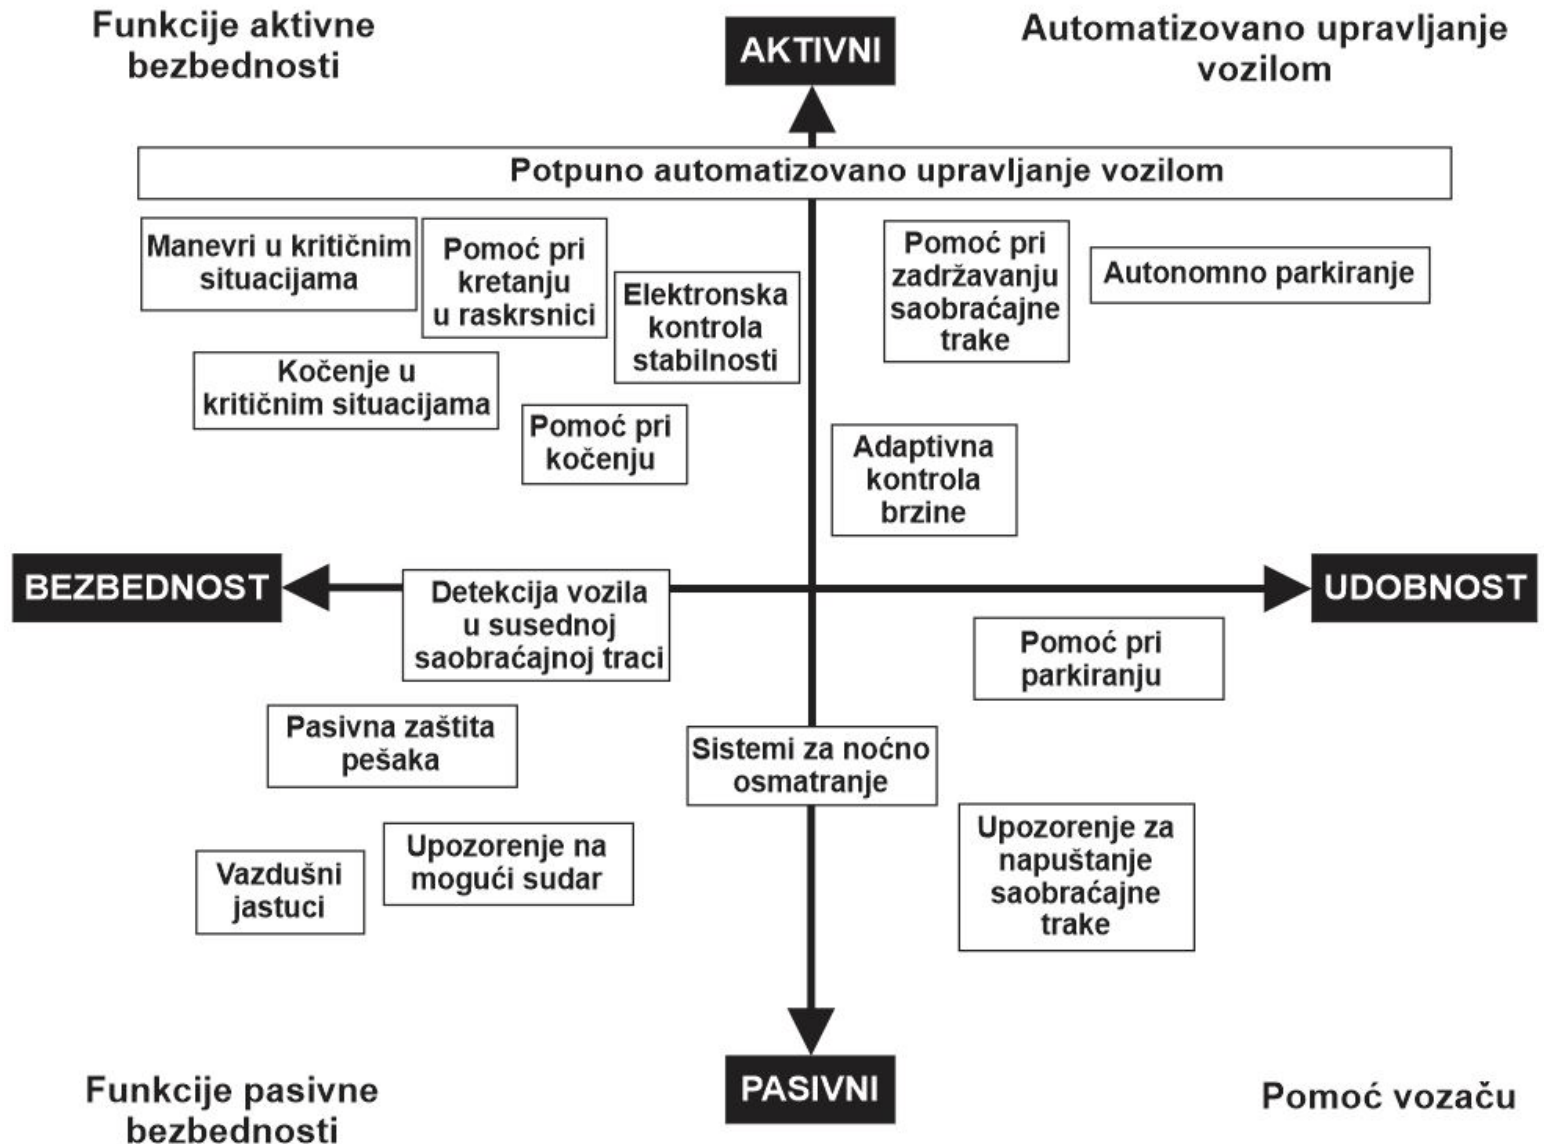 Funkcije aktivne
bezbednosti
AKTIVNI
Automatizovano upravljanje
vozilom
Potpuno automatizovano upravljanje vozilom
Manevri u kritičnim
situacijama
Pomoć pri
kretanju
u raskrsnici
Elektronska
kontrola
stabilnosti
Pomoć pri
zadržavanju
saobraćajne
trake
Autonomno parkiranje
Kočenje u
kritičnim situacijama
Pomoć pri
kočenju
Adaptivna
kontrola
brzine
BEZBEDNOST
Detekcija vozila
u susednoj
saobraćajnoj traci
UDOBNOST
Pomoć pri
parkiranju
Pasivna zaštita
pešaka
Sistemi za noćno
osmatranje
Vazdušni
jastuci
Upozorenje na
mogući sudar
Upozorenje za
napuštanje
saobraćajne
trake
Funkcije pasivne
bezbednosti
PASIVNI
Pomoć vozaču